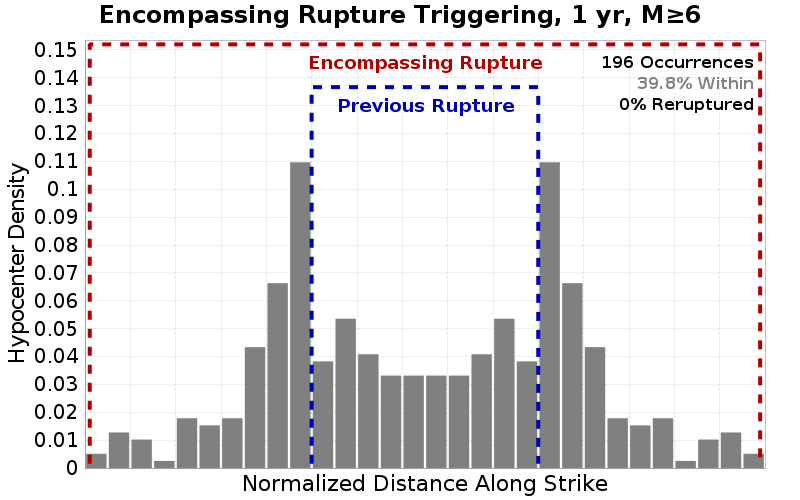 Encompassing Rupture Triggering, 1 yr, M≥6
0.15
0.14
0.13
0.12
0.11
0.1
0.09
0.08
0.07
0.06
0.05
0.04
0.03
0.02
0.01
0
Hypocenter Density
Encompassing Rupture
Previous Rupture
196 Occurrences
39.8% Within
0% Reruptured
Normalized Distance Along Strike